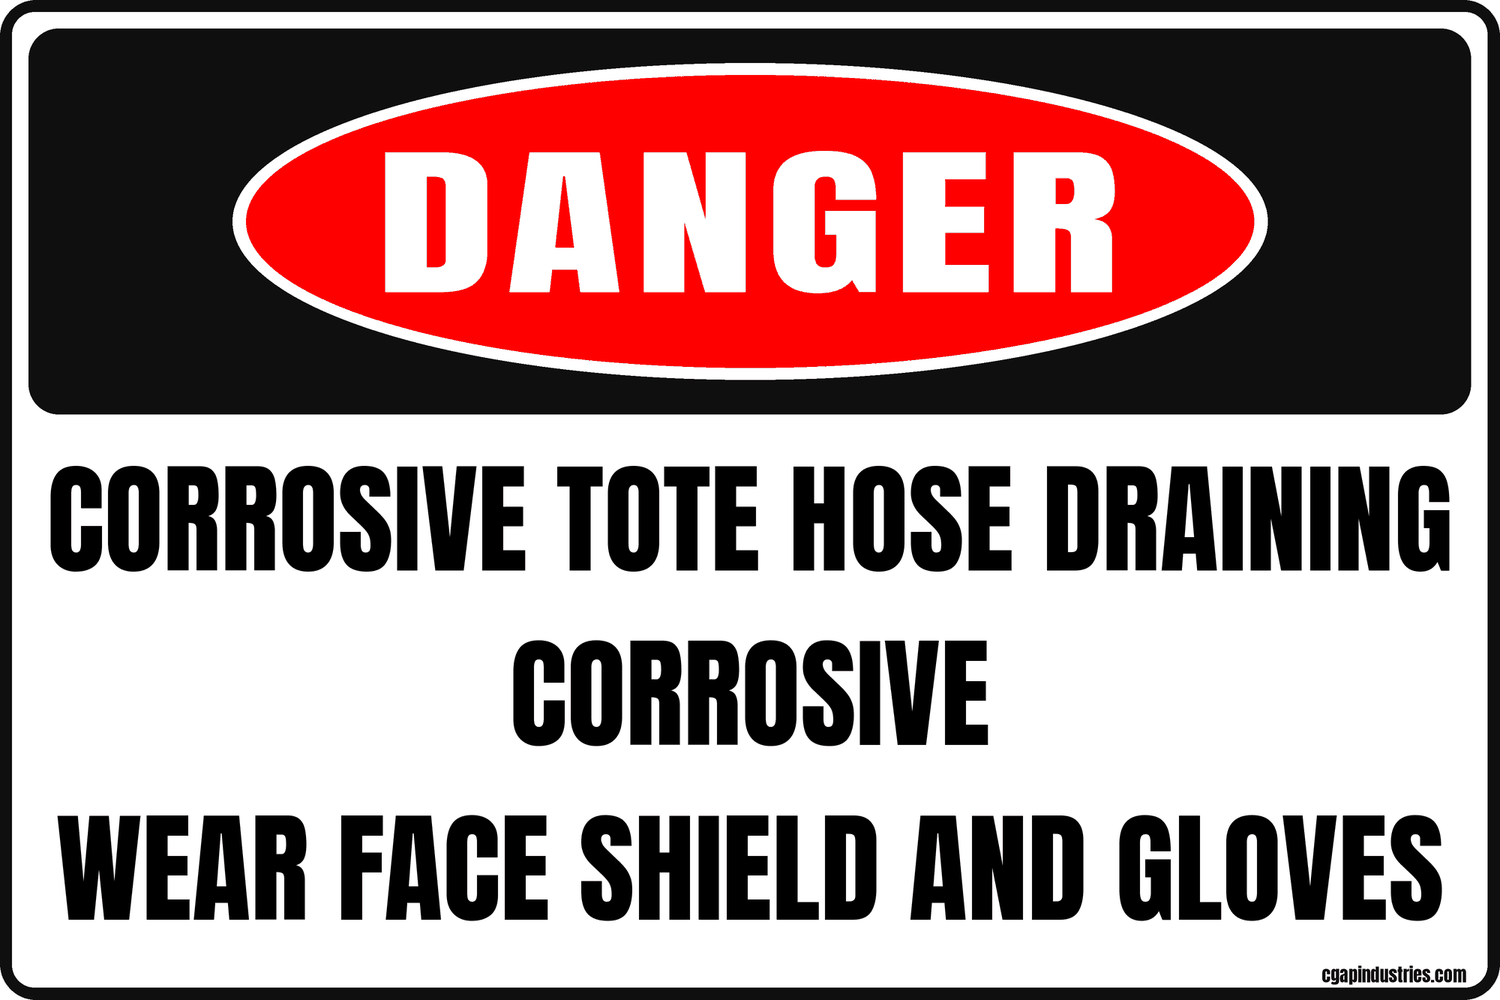 DANGER
CORROSIVE TOTE HOSE DRAINING
CORROSIVE
WEAR FACE SHIELD AND GLOVES
cgapindustries.com